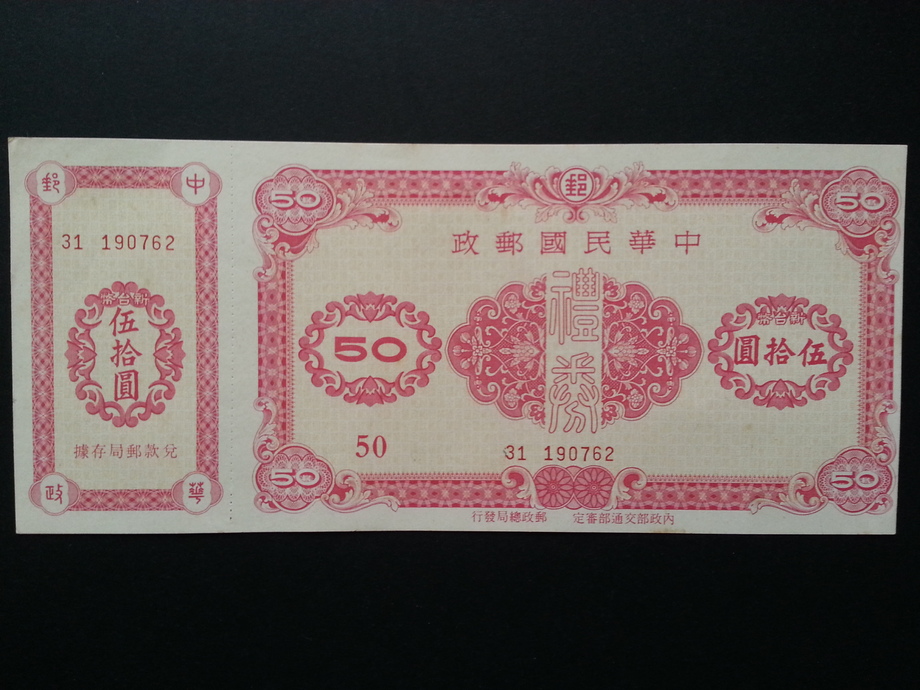 郵 中
31 190762
新台幣
伍拾圓
兌款郵局存據
政 華
50 郵 50
中華民國郵政
禮券
50
新台幣
伍拾圓
50
31 190762
50 50
內政部交通部審定 郵政總局發行